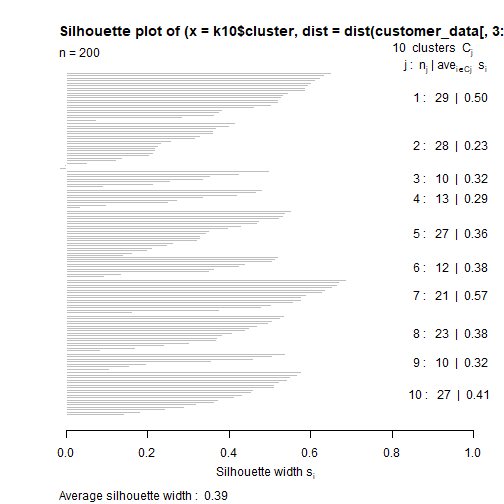 Silhouette plot of (x = k10$cluster, dist = dist(customer_data[, 3:
n = 200
10 clusters Cj
j : nj | avei∈Cj si
1 : 29 | 0.50
2 : 28 | 0.23
3 : 10 | 0.32
4 : 13 | 0.29
5 : 27 | 0.36
6 : 12 | 0.38
7 : 21 | 0.57
8 : 23 | 0.38
9 : 10 | 0.32
10 : 27 | 0.41
0.0 0.2 0.4 0.6 0.8 1.0
Silhouette width si
Average silhouette width : 0.39